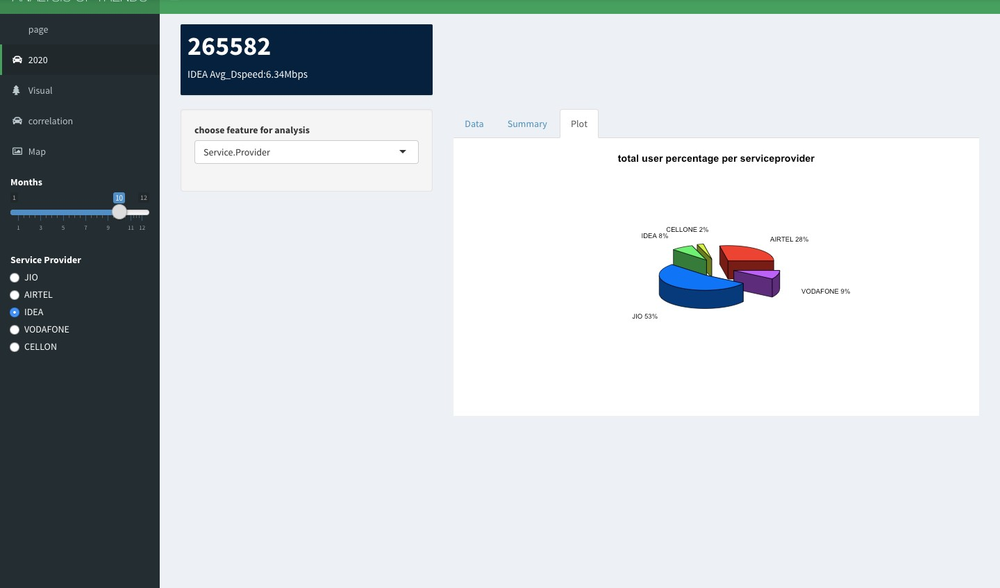 page
2020
Visual
correlation
Map
Months
1 10 12
1 3 5 7 9 11 12
Service Provider
JIO
AIRTEL
IDEA
VODAFONE
CELLON
265582
IDEA Avg_Dspeed:6.34Mbps
choose feature for analysis
Service.Provider
Data Summary Plot
total user percentage per serviceprovider
CELLONE 2%
IDEA 8%
AIRTEL 28%
VODAFONE 9%
JIO 53%